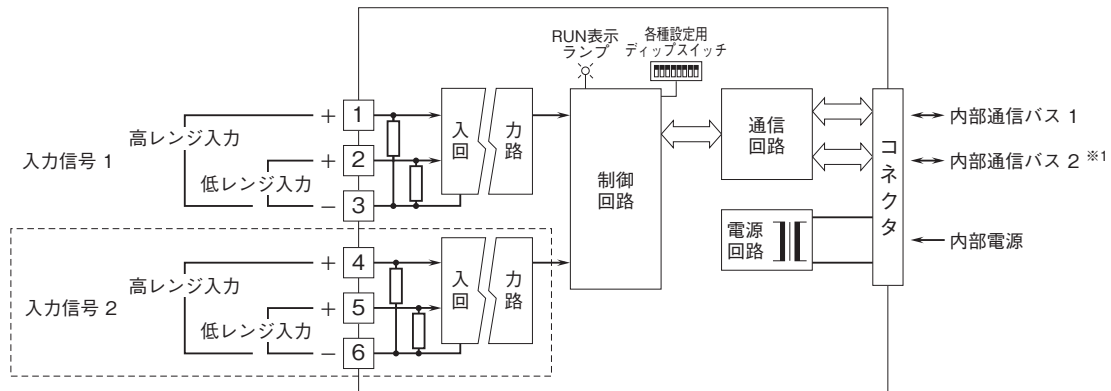 RUN表示
ランプ
各種設定用
ディップスイッチ
入力信号 1
高レンジ入力
低レンジ入力
+ 1
+ 2
− 3
入 力
回 路
制御
回路
通信
回路
電源
回路
コネクタ
内部通信バス 1
内部通信バス 2 ※1
内部電源
入力信号 2
高レンジ入力
低レンジ入力
+ 4
+ 5
− 6
入 力
回 路